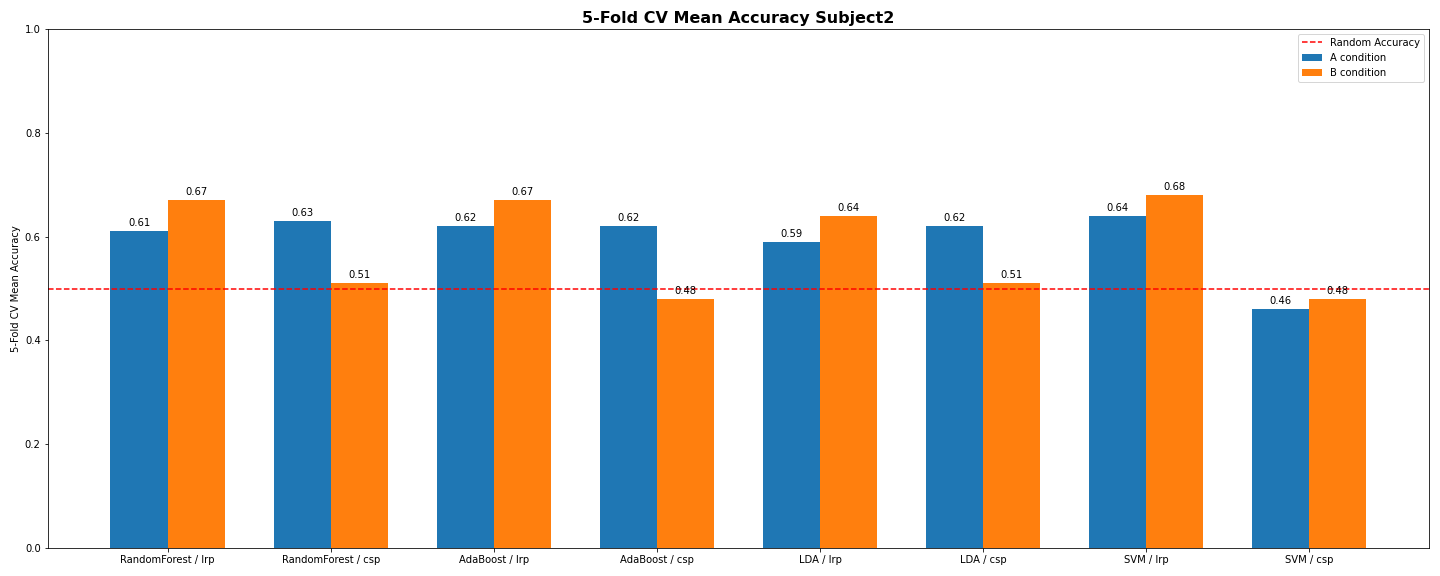 5-Fold CV Mean Accuracy Subject2
1.0
0.8
0.6
0.4
0.2
0.0
5-Fold CV Mean Accuracy
Random Accuracy
A condition
B condition
0.61
0.67
0.63
0.51
0.62
0.67
0.62
0.48
0.59
0.64
0.62
0.51
0.64
0.68
0.46
0.48
RandomForest / lrp
RandomForest / csp
AdaBoost / lrp
AdaBoost / csp
LDA / lrp
LDA / csp
SVM / lrp
SVM / csp